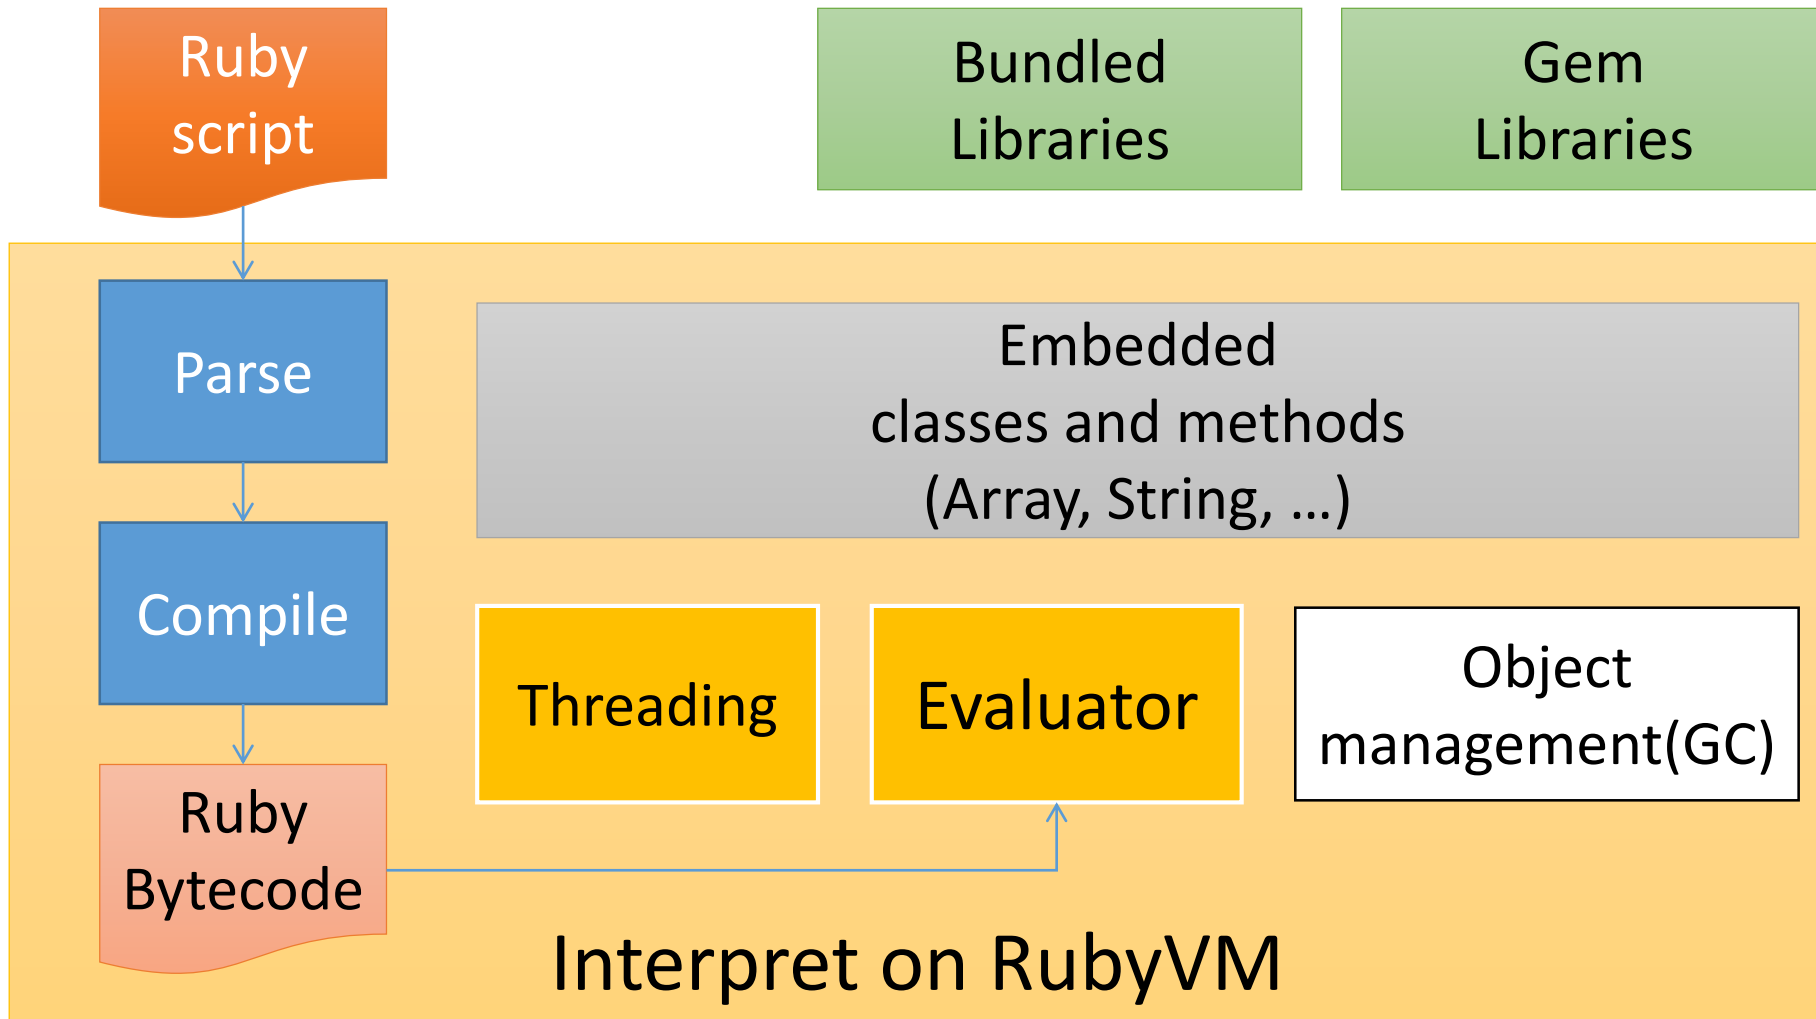 Ruby
script
Bundled
Libraries
Gem
Libraries
Parse
Embedded
classes and methods
(Array, String, …)
Compile
Threading
Evaluator
Object
management(GC)
Ruby
Bytecode
Interpret on RubyVM